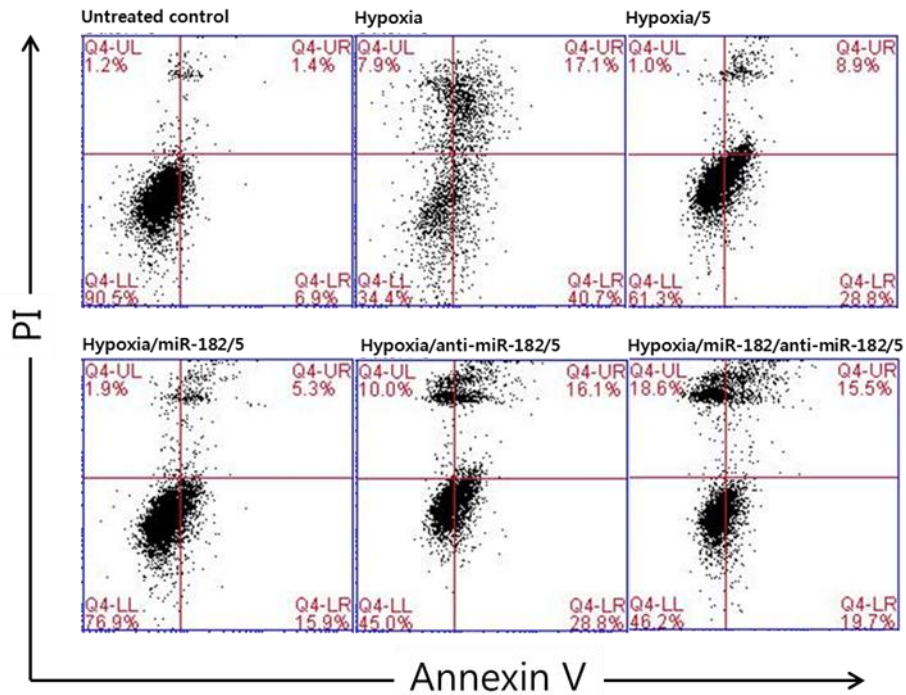 Untreated control
Q4-UL Q4-UR
1.2% 1.4%
Q4-LL Q4-LR
90.5% 6.9%
Hypoxia
Q4-UL Q4-UR
7.9% 17.1%
Q4-LL Q4-LR
34.4% 40.7%
Hypoxia/5
Q4-UL Q4-UR
1.0% 8.9%
Q4-LL Q4-LR
61.3% 28.8%
PI
Hypoxia/miR-182/5
Q4-UL Q4-UR
1.9% 5.3%
Q4-LL Q4-LR
76.9% 15.9%
Hypoxia/anti-miR-182/5
Q4-UL Q4-UR
10.0% 16.1%
Q4-LL Q4-LR
45.0% 28.8%
Hypoxia/miR-182/anti-miR-182/5
Q4-UL Q4-UR
18.6% 15.5%
Q4-LL Q4-LR
46.2% 19.7%
Annexin V